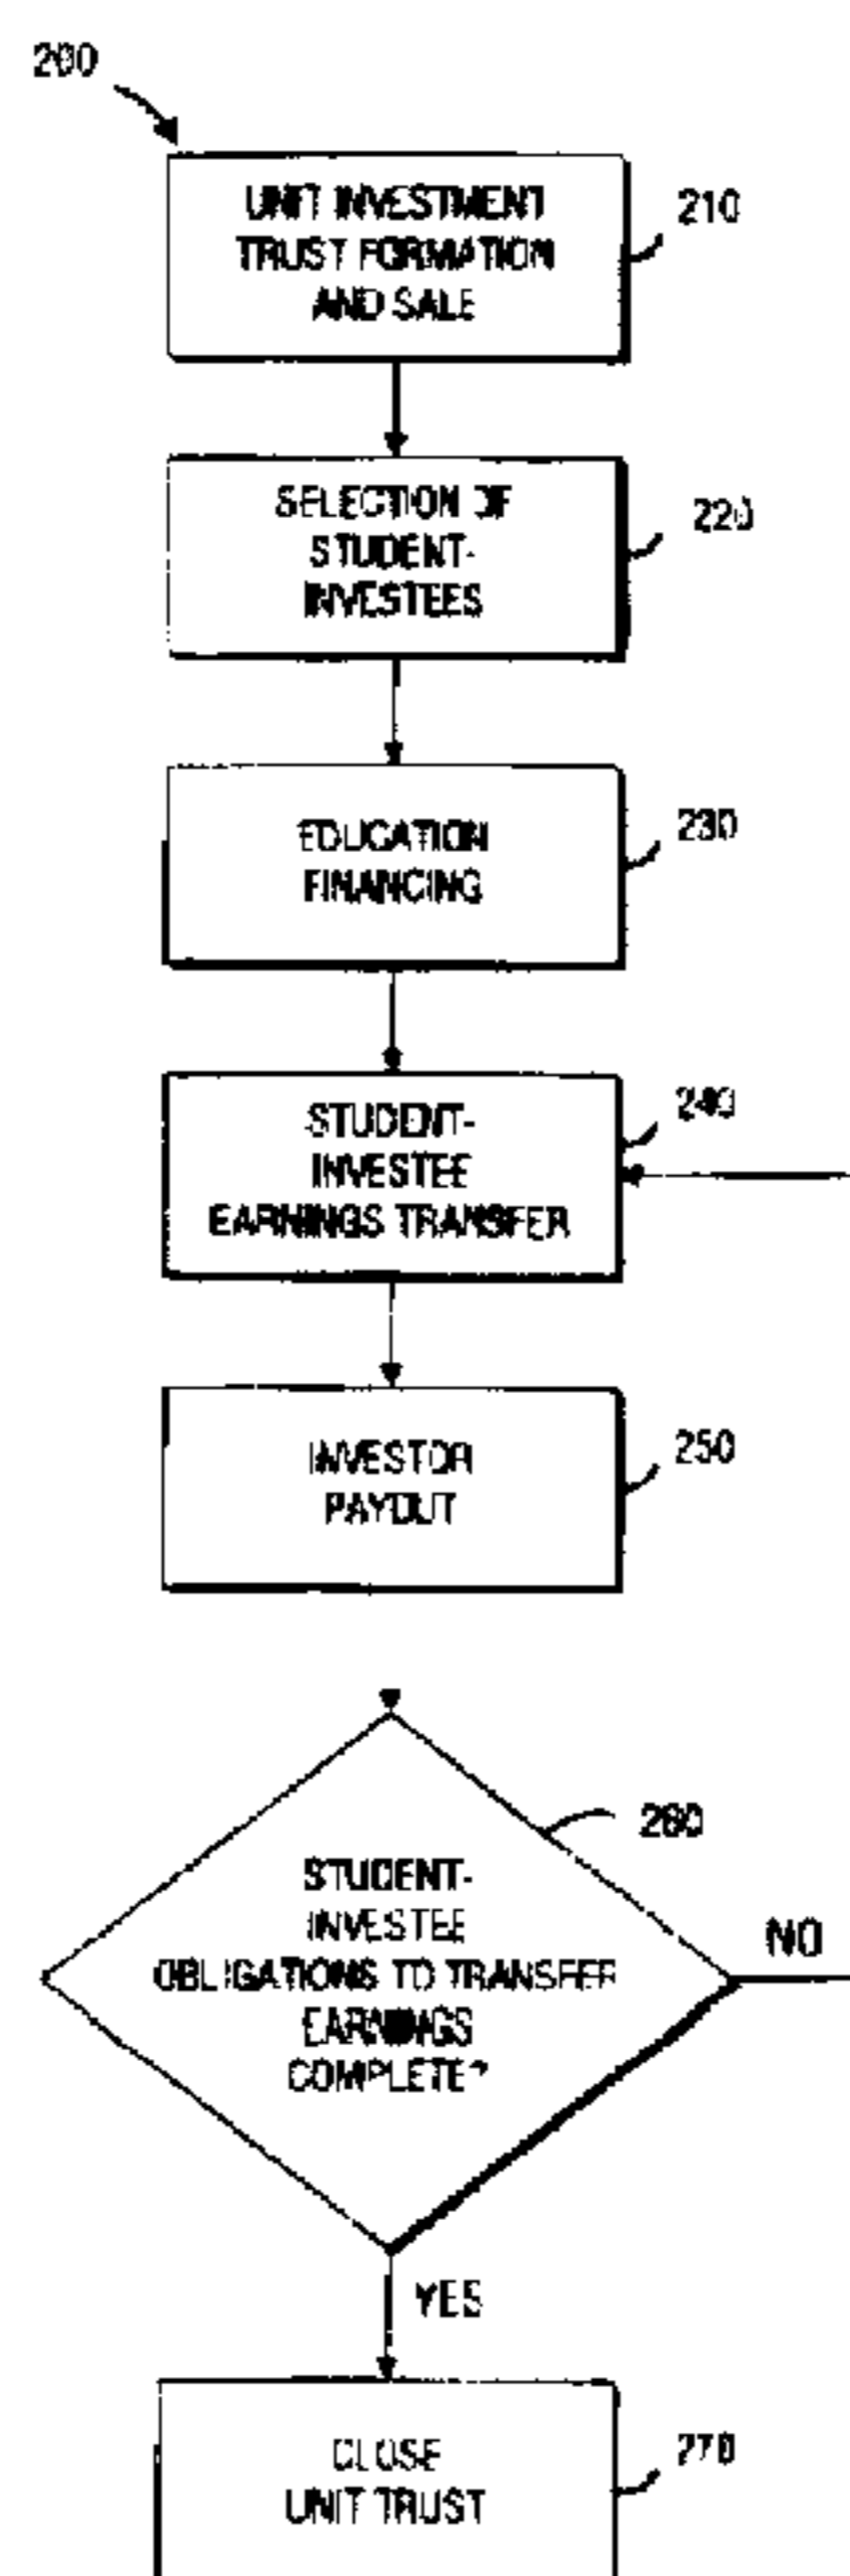 200
UNIT INVESTMENT
TRUST FORMATION
AND SALE
210
SELECTION OF
STUDENT-
INVESTEES
220
EDUCATION
FINANCING
230
STUDENT-
INVESTEE
EARNINGS TRANSFER
240
INVESTOR
PAYOUT
250
STUDENT-
INVESTEE
OBLIGATIONS TO TRANSFER
EARNINGS
COMPLETE?
260
NO
YES
CLOSE
UNIT TRUST
270